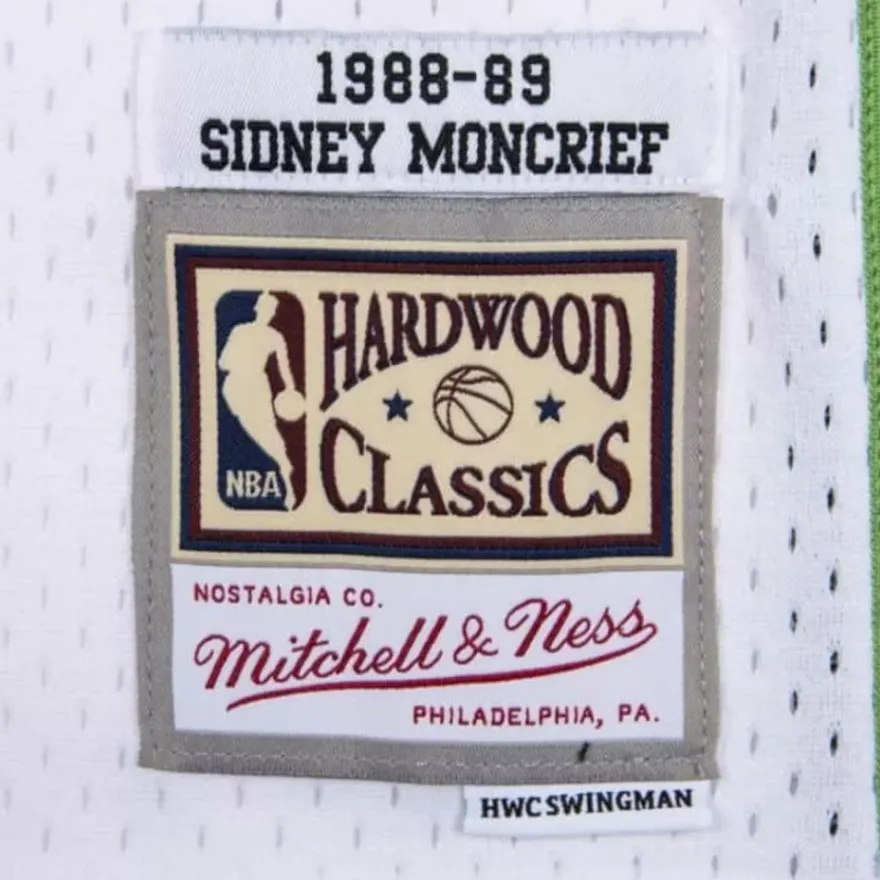 1988-89
SIDNEY MONCRIEF
HARDWOOD
NBA
CLASSICS
NOSTALGIA CO.
Mitchell & Ness
PHILADELPHIA, PA.
HWC SWINGMAN